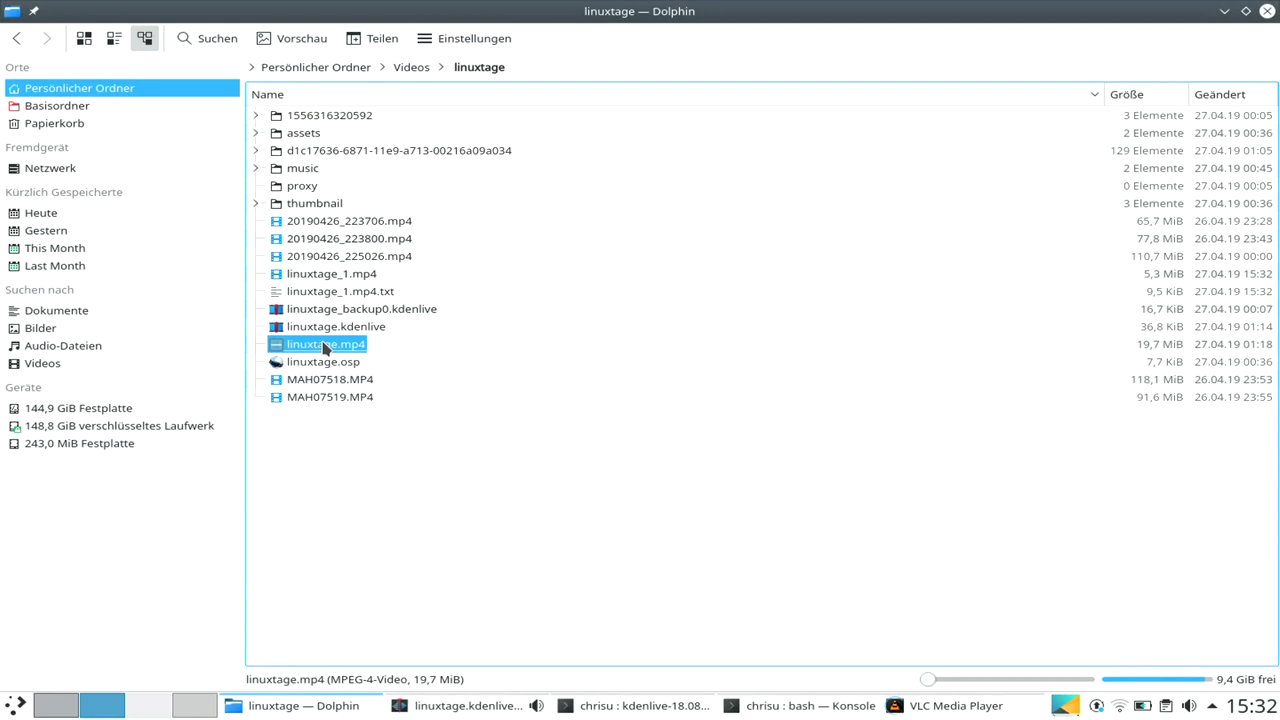 linuxtage — Dolphin
Suchen Vorschau Teilen Einstellungen
Orte
Persönlicher Ordner
Basisordner
Papierkorb
Fremdgerät
Netzwerk
Kürzlich Gespeicherte
Heute
Gestern
This Month
Last Month
Suchen nach
Dokumente
Bilder
Audio-Dateien
Videos
Geräte
144,9 GiB Festplatte
148,8 GiB verschlüsseltes Laufwerk
243,0 MiB Festplatte
Persönlicher Ordner Videos linuxtage
Name Größe Geändert
1556316320592 3 Elemente 27.04.19 00:05
assets 2 Elemente 27.04.19 00:36
d1c17636-6871-11e9-a713-00216a09a034 129 Elemente 27.04.19 01:05
music 2 Elemente 27.04.19 00:45
proxy 0 Elemente 27.04.19 00:05
thumbnail 3 Elemente 27.04.19 00:36
20190426_223706.mp4 65,7 MiB 26.04.19 23:28
20190426_223800.mp4 77,8 MiB 26.04.19 23:43
20190426_225026.mp4 110,7 MiB 27.04.19 00:00
linuxtage_1.mp4 5,3 MiB 27.04.19 15:32
linuxtage_1.mp4.txt 9,5 KiB 27.04.19 15:32
linuxtage_backup0.kdenlive 16,7 KiB 27.04.19 00:07
linuxtage.kdenlive 36,8 KiB 27.04.19 01:14
linuxtage.mp4 19,7 MiB 27.04.19 01:18
linuxtage.osp 7,7 KiB 27.04.19 00:36
MAH07518.MP4 118,1 MiB 26.04.19 23:53
MAH07519.MP4 91,6 MiB 26.04.19 23:55
linuxtage.mp4 (MPEG-4-Video, 19,7 MiB) 9,4 GiB frei
linuxtage — Dolphin linuxtage.kdenlive... chrisu : kdenlive-18.08... chrisu : bash — Konsole VLC Media Player 15:32